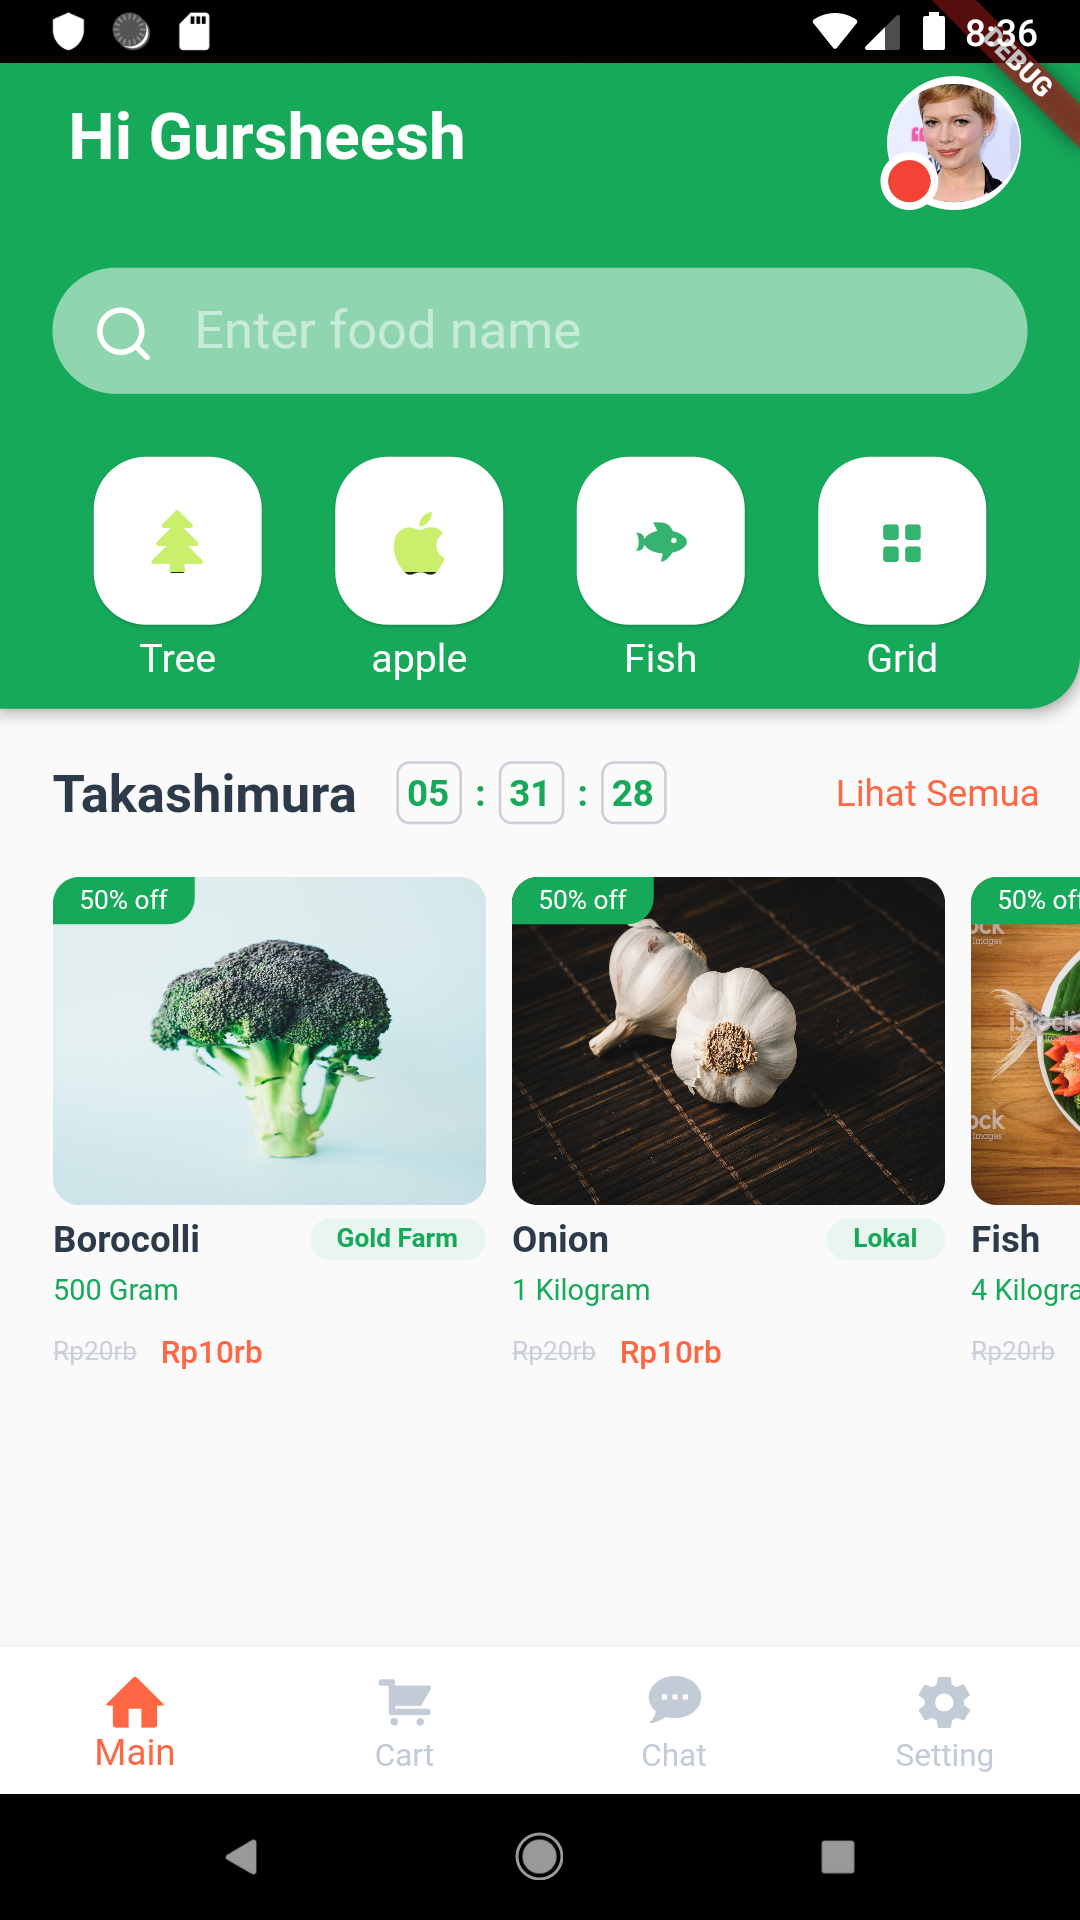 8:36
DEBUG
Hi Gursheesh
Enter food name
Tree apple Fish Grid
Takashimura 05 : 31 : 28 Lihat Semua
50% off 50% off 50% off
iStock
Borocolli Gold Farm Onion Lokal Fish
500 Gram 1 Kilogram 4 Kilogra
Rp20rb Rp10rb Rp20rb Rp10rb Rp20rb
Main Cart Chat Setting